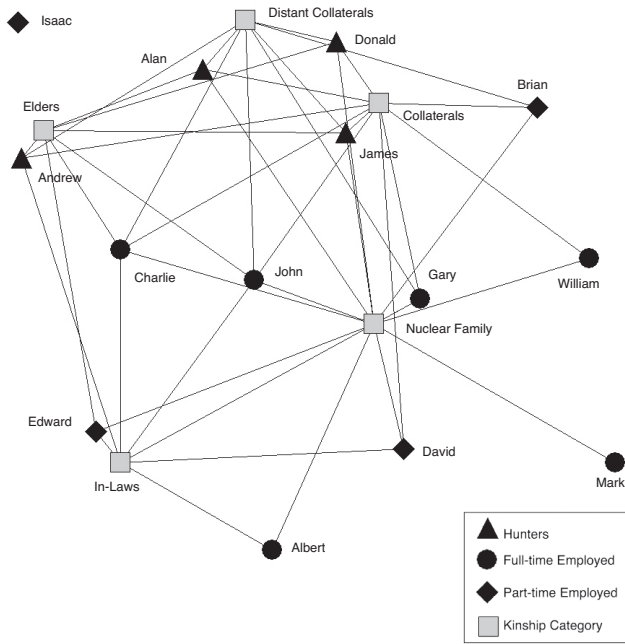 Isaac
Distant Collaterals
Donald
Alan
Brian
Elders
Collaterals
James
Andrew
Charlie
John
Gary
William
Nuclear Family
Edward
David
In-Laws
Mark
Albert
Hunters
Full-time Employed
Part-time Employed
Kinship Category